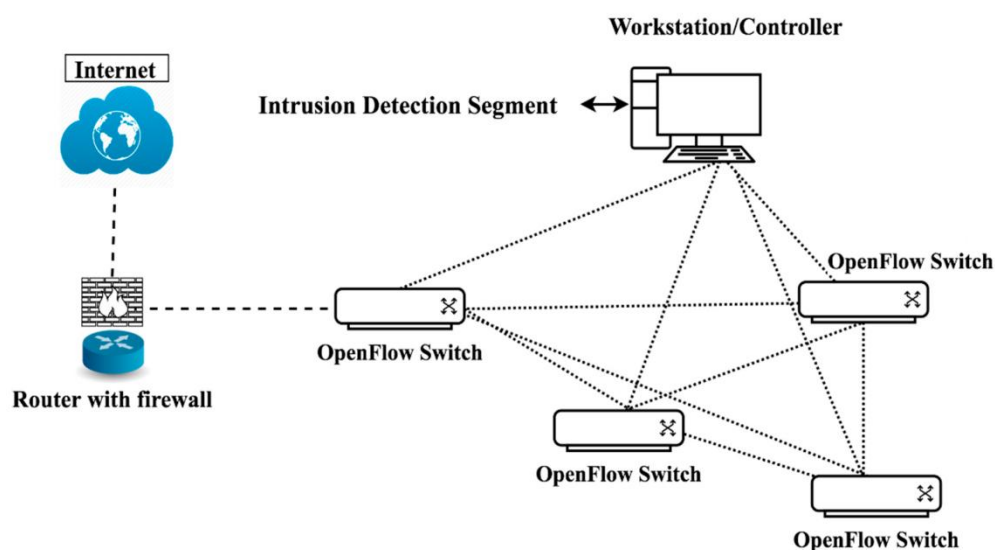 Workstation/Controller
Internet
Intrusion Detection Segment
OpenFlow Switch
OpenFlow Switch
Router with firewall
OpenFlow Switch
OpenFlow Switch